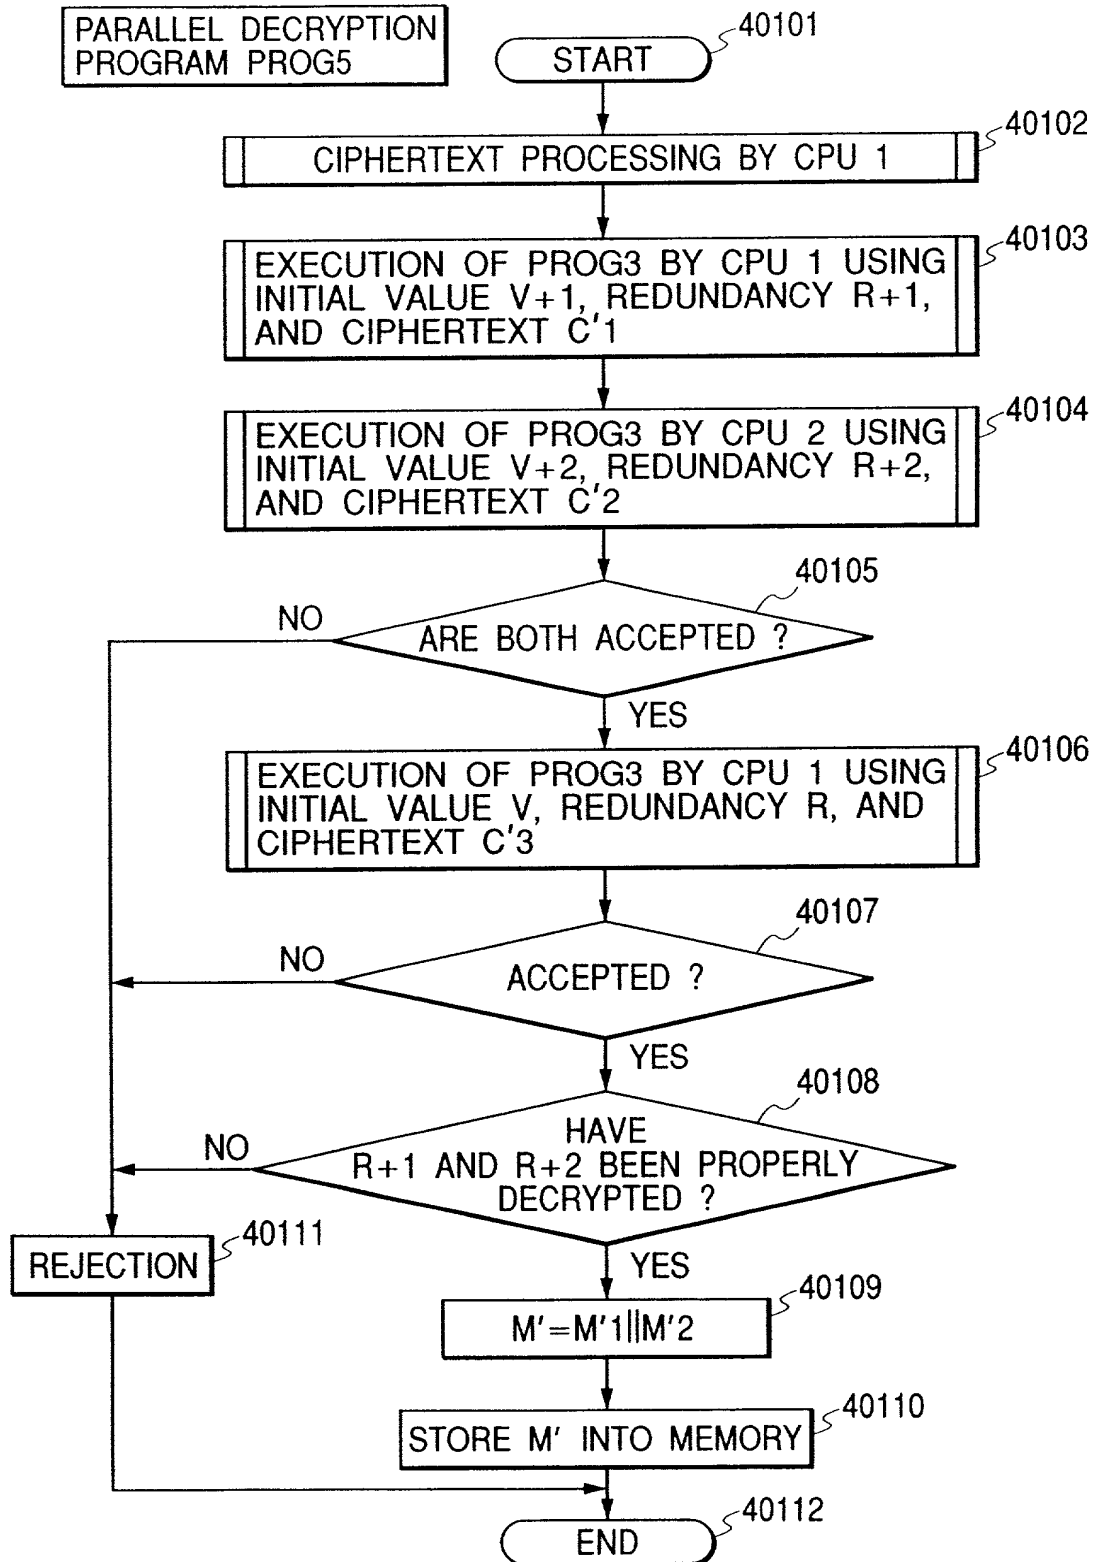 PARALLEL DECRYPTION
PROGRAM PROG5
START
40101
CIPHERTEXT PROCESSING BY CPU 1
40102
EXECUTION OF PROG3 BY CPU 1 USING
INITIAL VALUE V+1, REDUNDANCY R+1,
AND CIPHERTEXT C'1
40103
EXECUTION OF PROG3 BY CPU 2 USING
INITIAL VALUE V+2, REDUNDANCY R+2,
AND CIPHERTEXT C'2
40104
ARE BOTH ACCEPTED ?
40105
NO
YES
EXECUTION OF PROG3 BY CPU 1 USING
INITIAL VALUE V, REDUNDANCY R, AND
CIPHERTEXT C'3
40106
ACCEPTED ?
40107
NO
YES
HAVE
R+1 AND R+2 BEEN PROPERLY
DECRYPTED ?
40108
NO
YES
REJECTION
40111
M'=M'1||M'2
40109
STORE M' INTO MEMORY
40110
END
40112